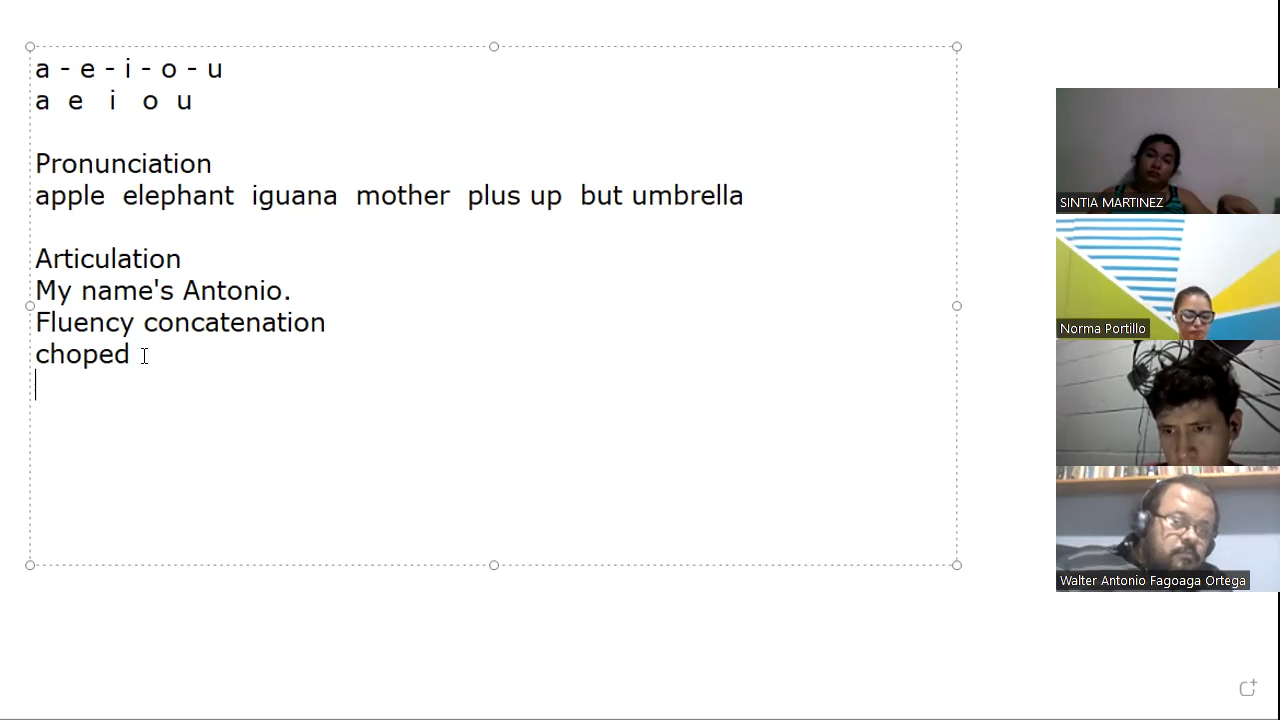 a - e - i - o - u
a e i o u
Pronunciation
apple elephant iguana mother plus up but umbrella
Articulation
My name's Antonio.
Fluency concatenation
choped
SINTIA MARTINEZ
Norma Portillo
Walter Antonio Fagoaga Ortega